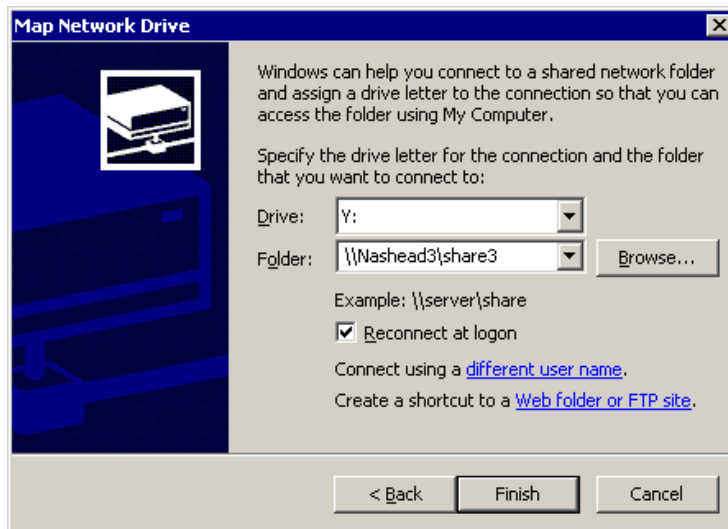 Map Network Drive
Windows can help you connect to a shared network folder
and assign a drive letter to the connection so that you can
access the folder using My Computer.
Specify the drive letter for the connection and the folder
that you want to connect to:
Drive: Y:
Folder: \\Nashead3\share3 Browse...
Example: \\server\share
Reconnect at logon
Connect using a different user name.
Create a shortcut to a Web folder or FTP site.
< Back Finish Cancel